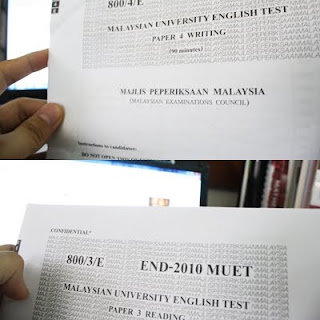 800/4/E
MALAYSIAN UNIVERSITY ENGLISH TEST
PAPER 4 WRITING
(90 minutes)
MAJLIS PEPERIKSAAN MALAYSIA
(MALAYSIAN EXAMINATIONS COUNCIL)
Instructions to candidates:
DO NOT OPEN
CONFIDENTIAL*
800/3/E END-2010 MUET
MALAYSIAN UNIVERSITY ENGLISH TEST
PAPER 3 READING